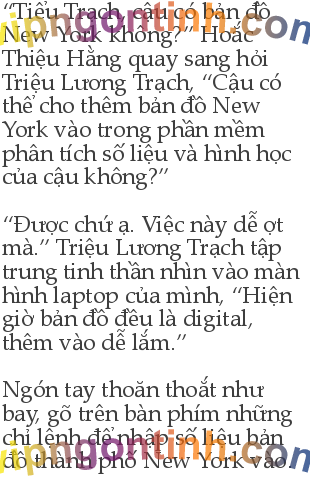 “Tiểu Trạch, cậu có bản đồ
New York không?” Hoắc
Thiệu Hằng quay sang hỏi
Triệu Lương Trạch, “Cậu có
thể cho thêm bản đồ New
York vào trong phần mềm
phân tích số liệu và hình học
của cậu không?”
“Được chứ ạ. Việc này dễ ợt
mà.” Triệu Lương Trạch tập
trung tinh thần nhìn vào màn
hình laptop của mình, “Hiện
giờ bản đồ đều là digital,
thêm vào dễ lắm.”
Ngón tay thoăn thoắt như
bay, gõ trên bàn phím những
chỉ lệnh để nhập số liệu bản
đồ thành phố New York vào.
vipngontinh.com
vipngontinh.com